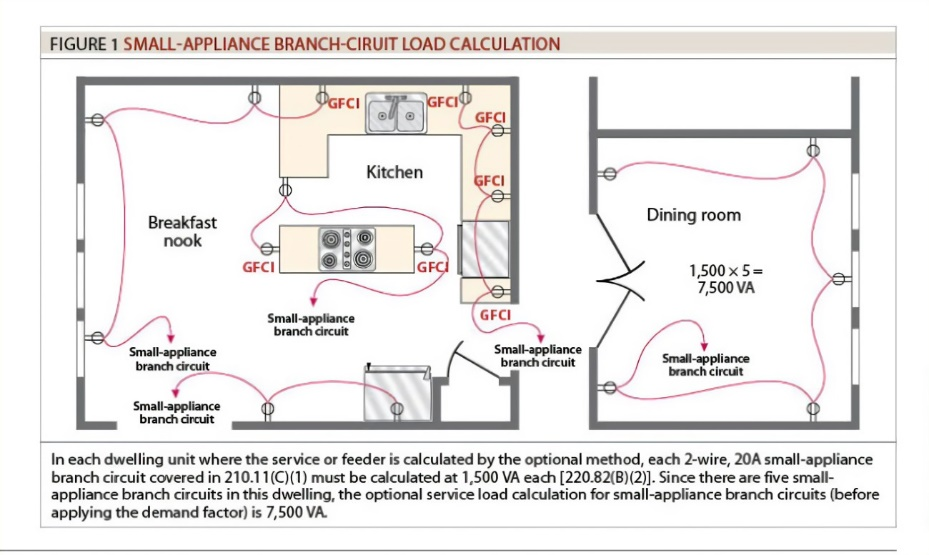 FIGURE 1 SMALL-APPLIANCE BRANCH-CIRUIT LOAD CALCULATION
GFCI
GFCI
GFCI
Kitchen
GFCI
Breakfast
nook
Dining room
GFCI
GFCI
1,500 × 5 =
7,500 VA
GFCI
Small-appliance
branch circuit
Small-appliance
branch circuit
Small-appliance
branch circuit
Small-appliance
branch circuit
Small-appliance
branch circuit
In each dwelling unit where the service or feeder is calculated by the optional method, each 2-wire, 20A small-appliance
branch circuit covered in 210.11(C)(1) must be calculated at 1,500 VA each [220.82(B)(2)]. Since there are five small-
appliance branch circuits in this dwelling, the optional service load calculation for small-appliance branch circuits (before
applying the demand factor) is 7,500 VA.